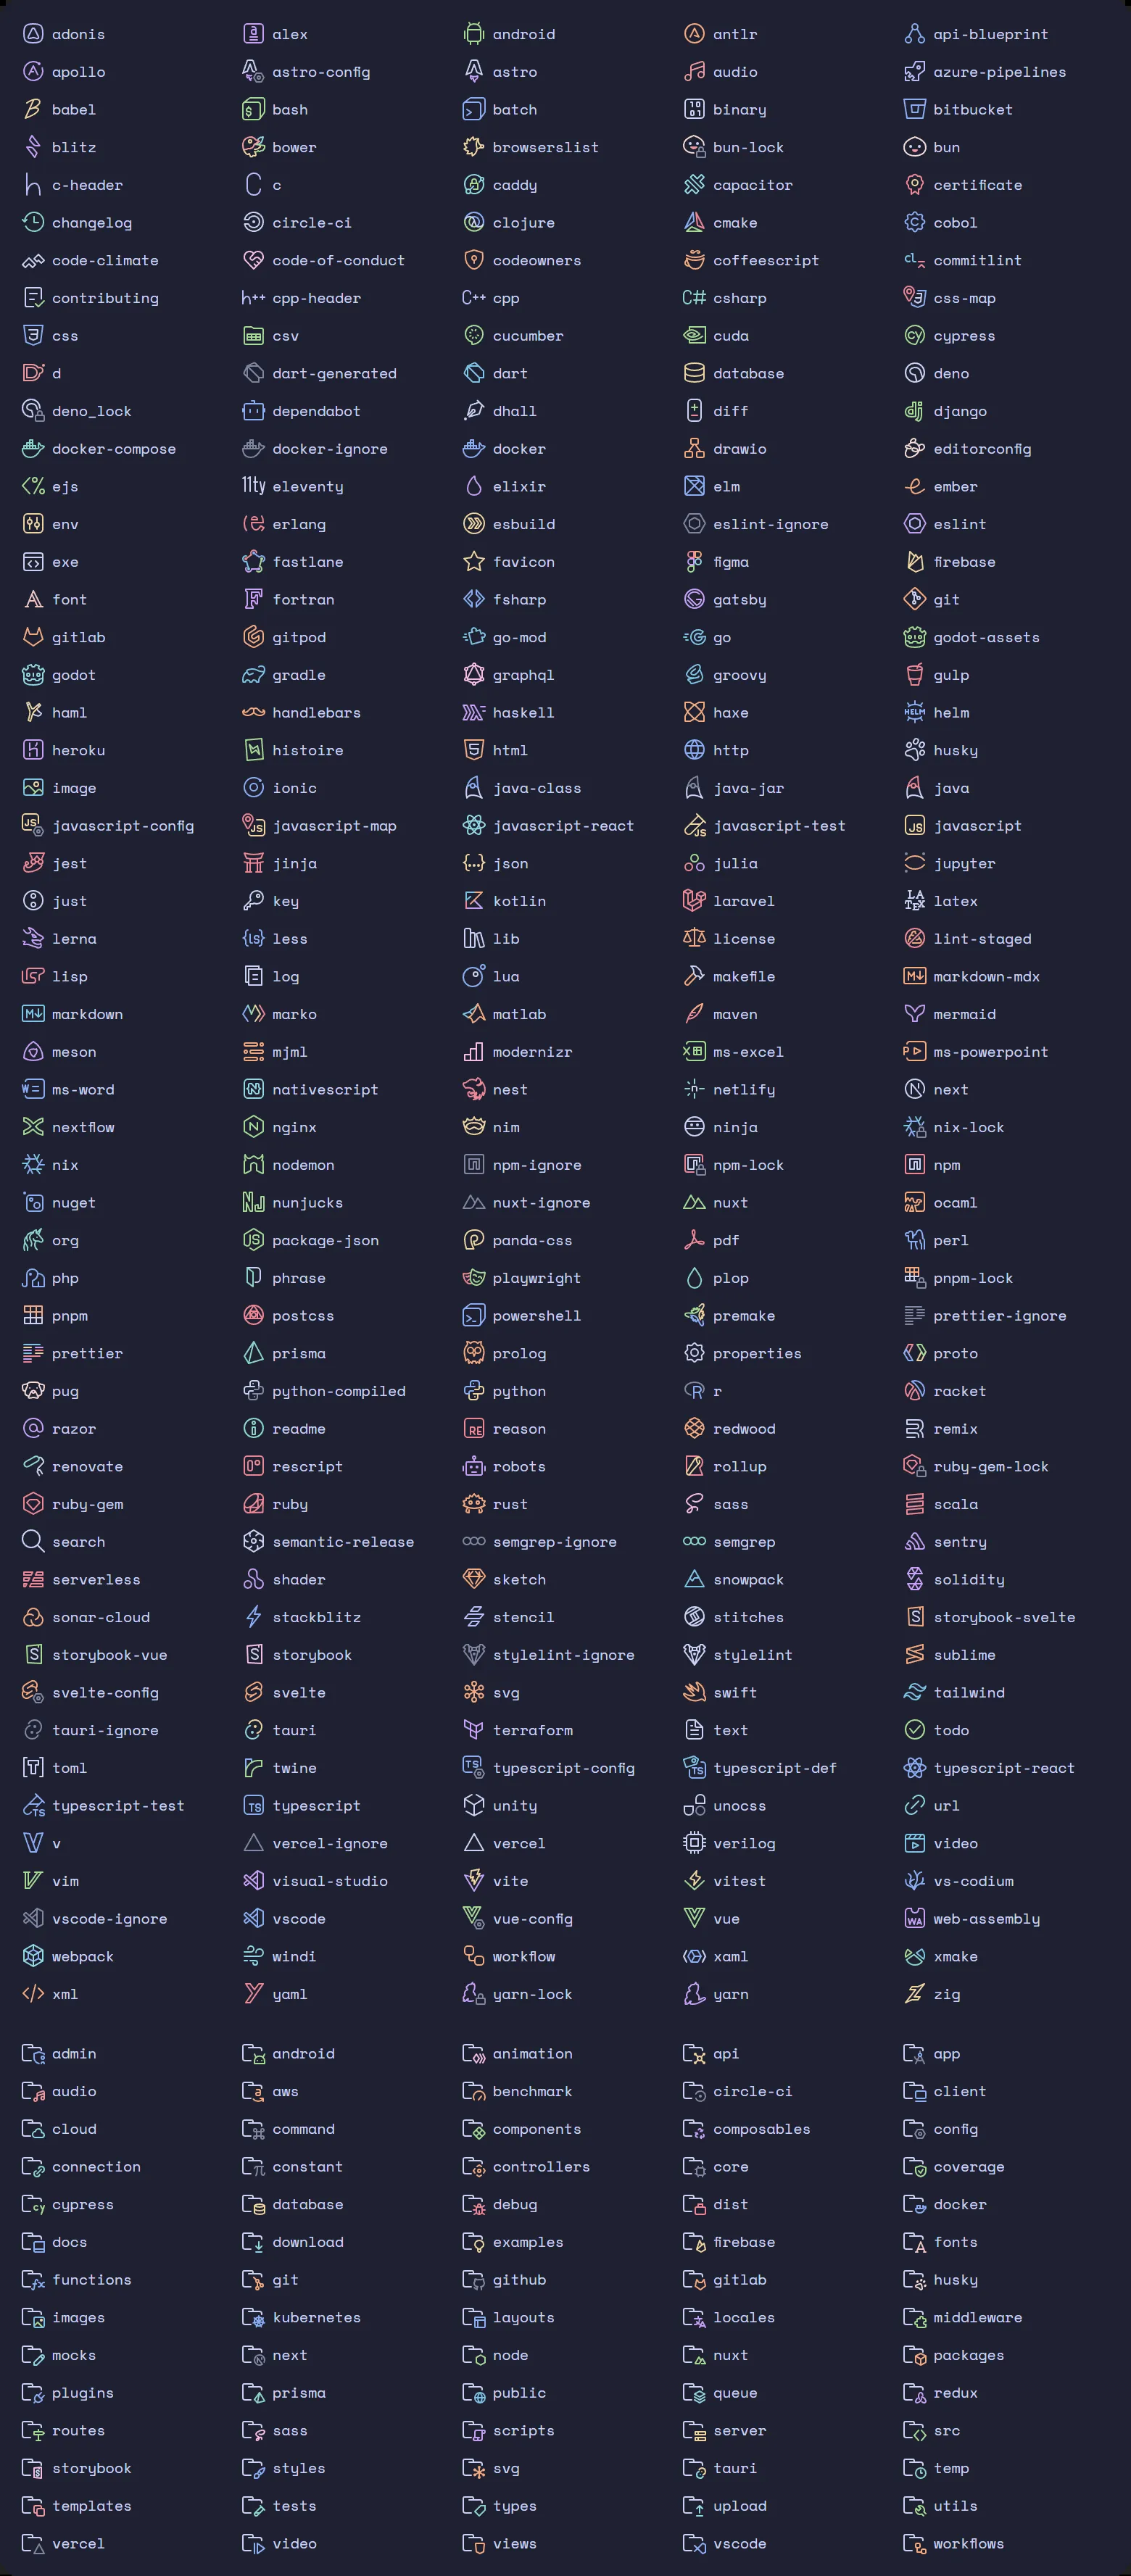 adonis alex android antlr api-blueprint
apollo astro-config astro audio azure-pipelines
babel bash batch binary bitbucket
blitz bower browserslist bun-lock bun
c-header c caddy capacitor certificate
changelog circle-ci clojure cmake cobol
code-climate code-of-conduct codeowners coffeescript commitlint
contributing cpp-header cpp csharp css-map
css csv cucumber cuda cypress
d dart-generated dart database deno
deno_lock dependabot dhall diff django
docker-compose docker-ignore docker drawio editorconfig
ejs eleventy elixir elm ember
env erlang esbuild eslint-ignore eslint
exe fastlane favicon figma firebase
font fortran fsharp gatsby git
gitlab gitpod go-mod go godot-assets
godot gradle graphql groovy gulp
haml handlebars haskell haxe helm
heroku histoire html http husky
image ionic java-class java-jar java
javascript-config javascript-map javascript-react javascript-test javascript
jest jinja json julia jupyter
just key kotlin laravel latex
lerna less lib license lint-staged
lisp log lua makefile markdown-mdx
markdown marko matlab maven mermaid
meson mjml modernizr ms-excel ms-powerpoint
ms-word nativescript nest netlify next
nextflow nginx nim ninja nix-lock
nix nodemon npm-ignore npm-lock npm
nuget nunjucks nuxt-ignore nuxt ocaml
org package-json panda-css pdf perl
php phrase playwright plop pnpm-lock
pnpm postcss powershell premake prettier-ignore
prettier prisma prolog properties proto
pug python-compiled python r racket
razor readme reason redwood remix
renovate rescript robots rollup ruby-gem-lock
ruby-gem ruby rust sass scala
search semantic-release semgrep-ignore semgrep sentry
serverless shader sketch snowpack solidity
sonar-cloud stackblitz stencil stitches storybook-svelte
storybook-vue storybook stylelint-ignore stylelint sublime
svelte-config svelte svg swift tailwind
tauri-ignore tauri terraform text todo
toml twine typescript-config typescript-def typescript-react
typescript-test typescript unity unocss url
v vercel-ignore vercel verilog video
vim visual-studio vite vitest vs-codium
vscode-ignore vscode vue-config vue web-assembly
webpack windi workflow xaml xmake
xml yaml yarn-lock yarn zig
admin android animation api app
audio aws benchmark circle-ci client
cloud command components composables config
connection constant controllers core coverage
cypress database debug dist docker
docs download examples firebase fonts
functions git github gitlab husky
images kubernetes layouts locales middleware
mocks next node nuxt packages
plugins prisma public queue redux
routes sass scripts server src
storybook styles svg tauri temp
templates tests types upload utils
vercel video views vscode workflows